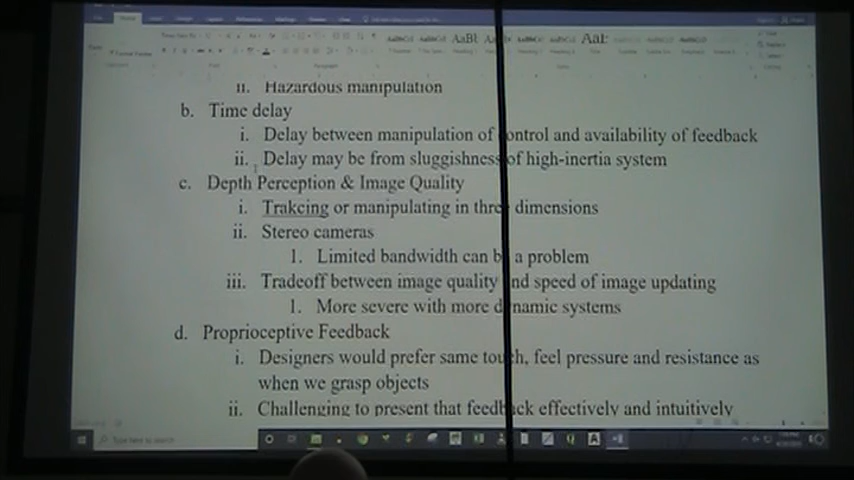 ii. Hazardous manipulation
b. Time delay
i. Delay between manipulation of control and availability of feedback
ii. Delay may be from sluggishness of high-inertia system
c. Depth Perception & Image Quality
i. Trakcing or manipulating in three dimensions
ii. Stereo cameras
1. Limited bandwidth can be a problem
iii. Tradeoff between image quality and speed of image updating
1. More severe with more dynamic systems
d. Proprioceptive Feedback
i. Designers would prefer same touch, feel pressure and resistance as
when we grasp objects
ii. Challenging to present that feedback effectively and intuitively
Type here to search